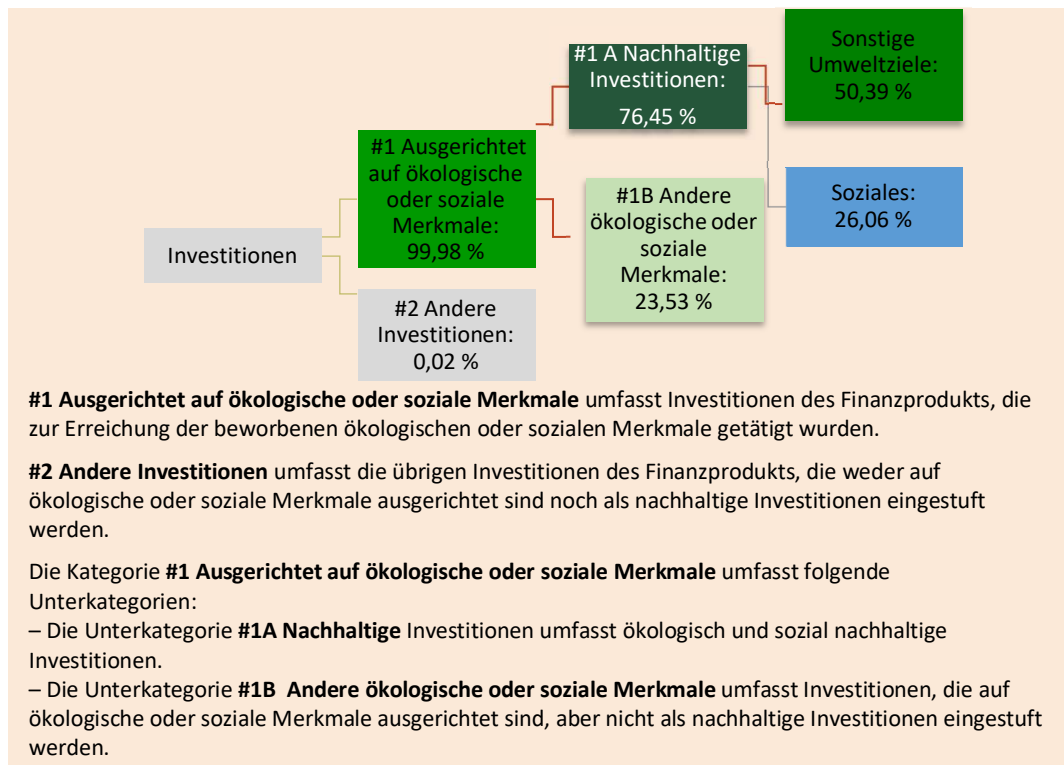 #1 A Nachhaltige
Investitionen:
76,45 %
Sonstige
Umweltziele:
50,39 %
#1 Ausgerichtet
auf ökologische
oder soziale
Merkmale:
99,98 %
#1B Andere
ökologische oder
soziale
Merkmale:
23,53 %
Soziales:
26,06 %
Investitionen
#2 Andere
Investitionen:
0,02 %
#1 Ausgerichtet auf ökologische oder soziale Merkmale umfasst Investitionen des Finanzprodukts, die
zur Erreichung der beworbenen ökologischen oder sozialen Merkmale getätigt wurden.
#2 Andere Investitionen umfasst die übrigen Investitionen des Finanzprodukts, die weder auf
ökologische oder soziale Merkmale ausgerichtet sind noch als nachhaltige Investitionen eingestuft
werden.
Die Kategorie #1 Ausgerichtet auf ökologische oder soziale Merkmale umfasst folgende
Unterkategorien:
– Die Unterkategorie #1A Nachhaltige Investitionen umfasst ökologisch und sozial nachhaltige
Investitionen.
– Die Unterkategorie #1B Andere ökologische oder soziale Merkmale umfasst Investitionen, die auf
ökologische oder soziale Merkmale ausgerichtet sind, aber nicht als nachhaltige Investitionen eingestuft
werden.